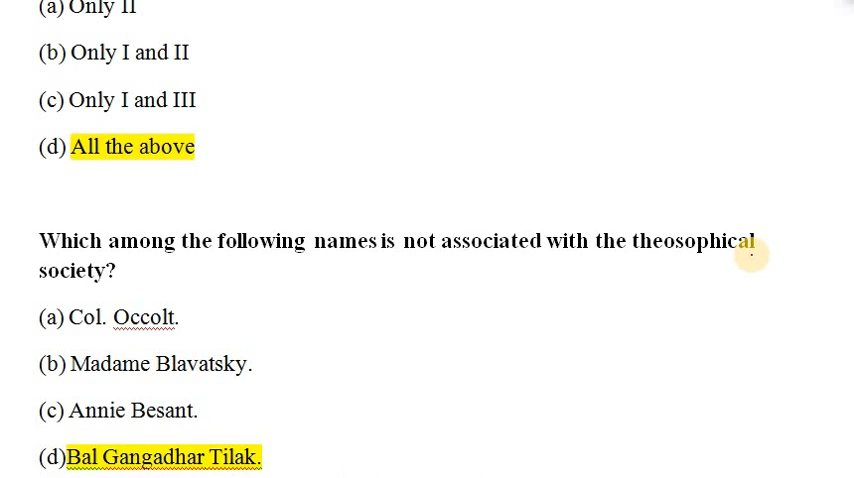 (a) Only II
(b) Only I and II
(c) Only I and III
(d) All the above
Which among the following names is not associated with the theosophical
society?
(a) Col. Occolt.
(b) Madame Blavatsky.
(c) Annie Besant.
(d)Bal Gangadhar Tilak.